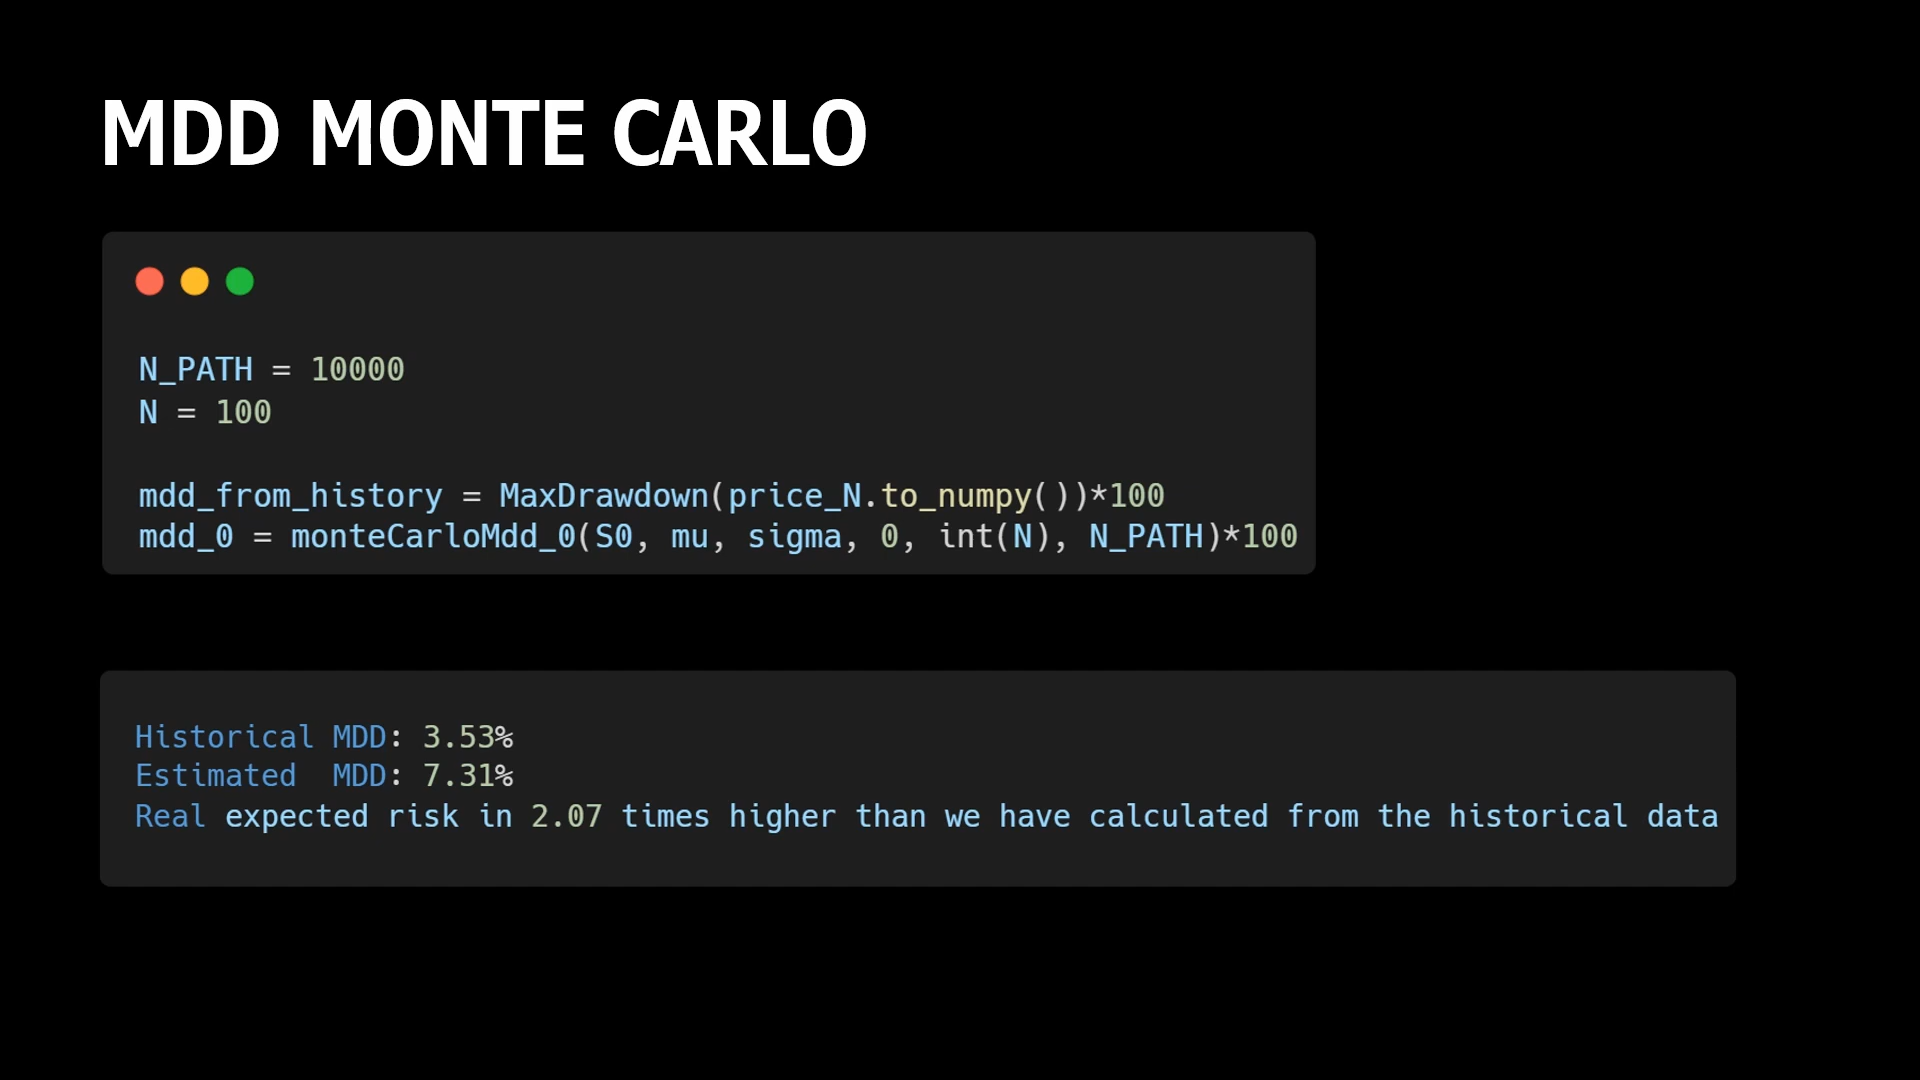 MDD MONTE CARLO
N_PATH = 10000
N = 100
mdd_from_history = MaxDrawdown(price_N.to_numpy())*100
mdd_0 = monteCarloMdd_0(S0, mu, sigma, 0, int(N), N_PATH)*100
Historical MDD: 3.53%
Estimated  MDD: 7.31%
Real expected risk in 2.07 times higher than we have calculated from the historical data